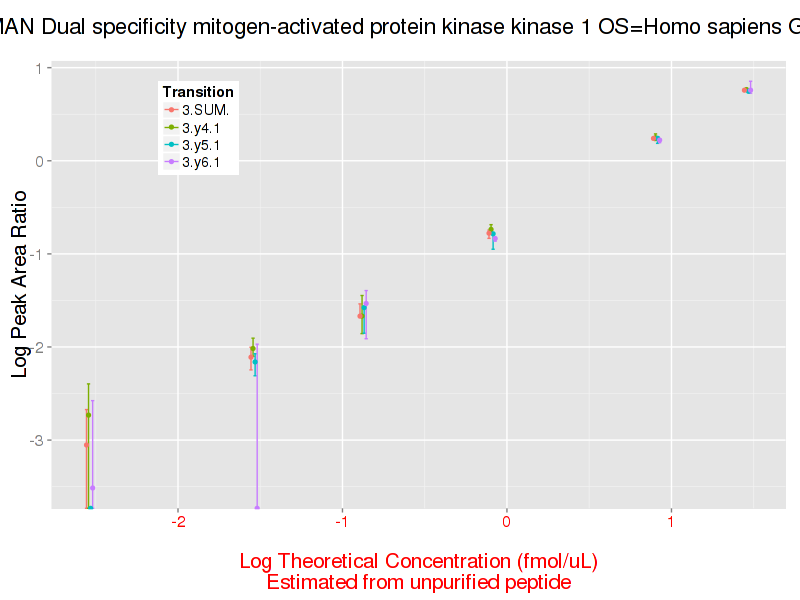 MAN Dual specificity mitogen-activated protein kinase kinase 1 OS=Homo sapiens G
Transition
3.SUM.
3.y4.1
3.y5.1
3.y6.1
Log Peak Area Ratio
1
0
-1
-2
-3
-2
-1
0
1
Log Theoretical Concentration (fmol/uL)
Estimated from unpurified peptide